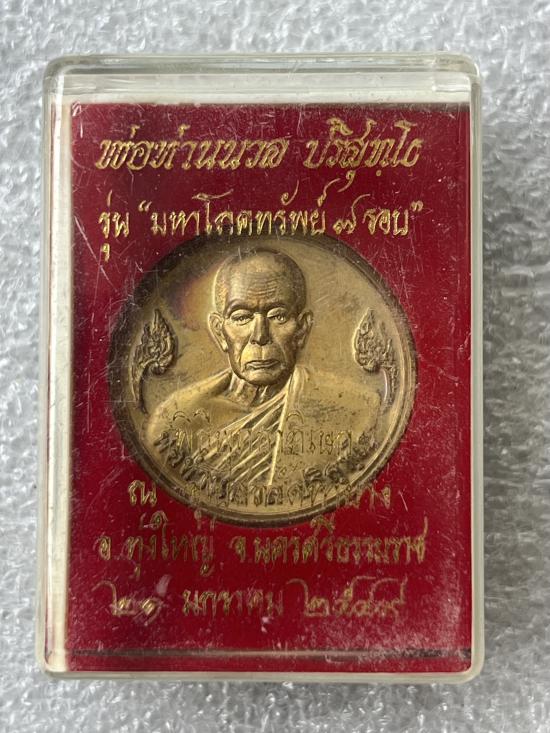 พ่อท่านนวล ปริสุทฺโธ
รุ่น "มหาโภคทรัพย์ ๗ รอบ"
ณ
อ.ทุ่งใหญ่ จ.นครศรีธรรมราช
๒๑ มกราคม ๒๕๔๙